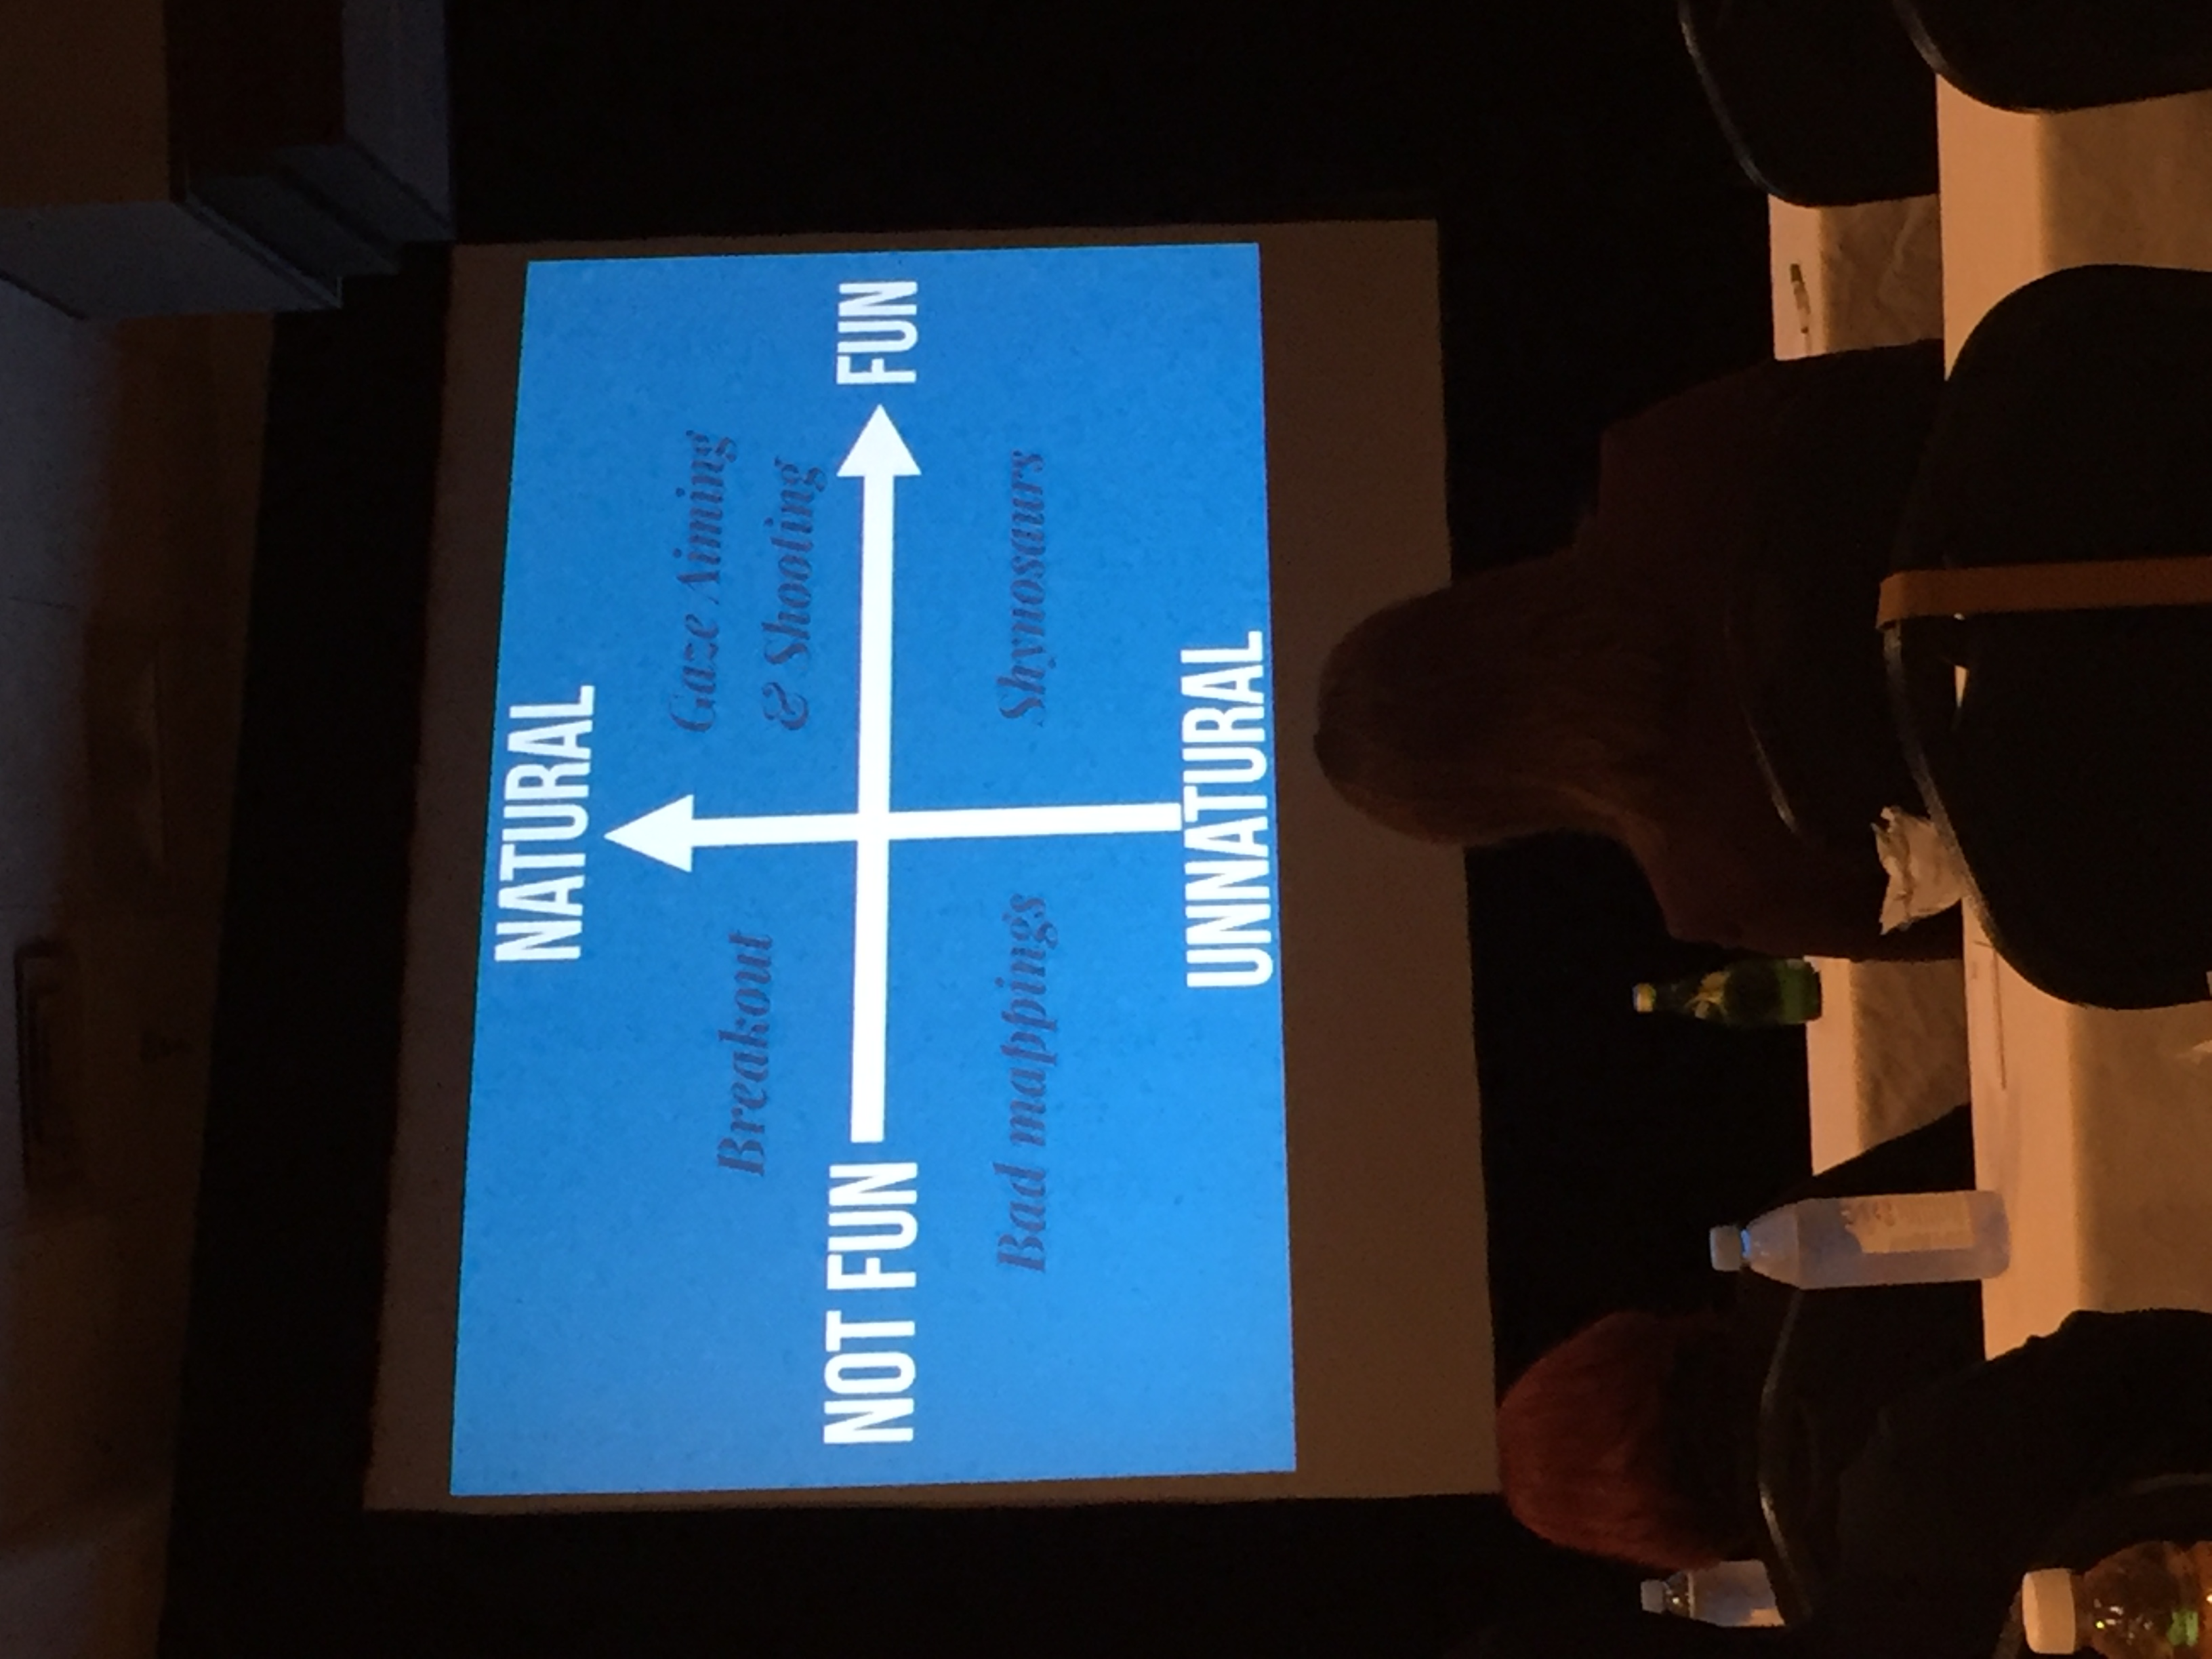 NATURAL
Breakout
Gaze Aiming
& Shooting
NOT FUN
FUN
Bad mappings
Shynosaurs
UNNATURAL